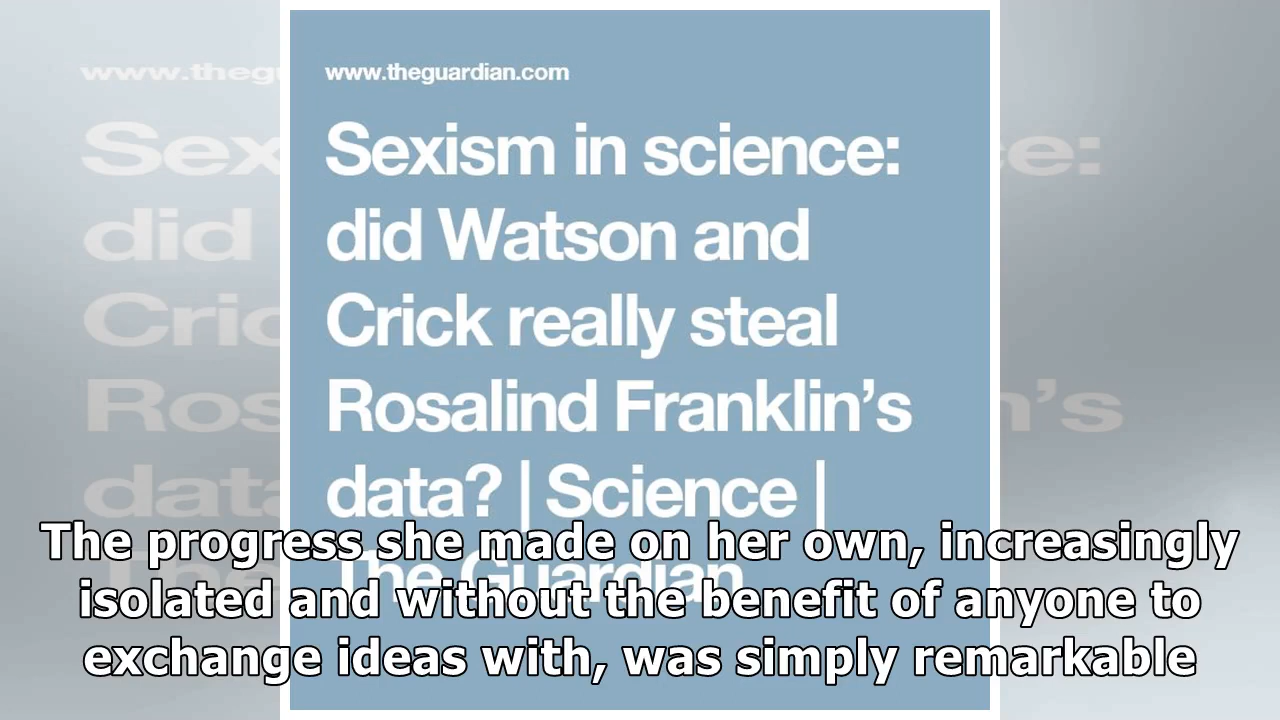 www.theguardian.com
Sexism in science:
did Watson and
Crick really steal
Rosalind Franklin’s
data? | Science |
The Guardian
The progress she made on her own, increasingly
isolated and without the benefit of anyone to
exchange ideas with, was simply remarkable